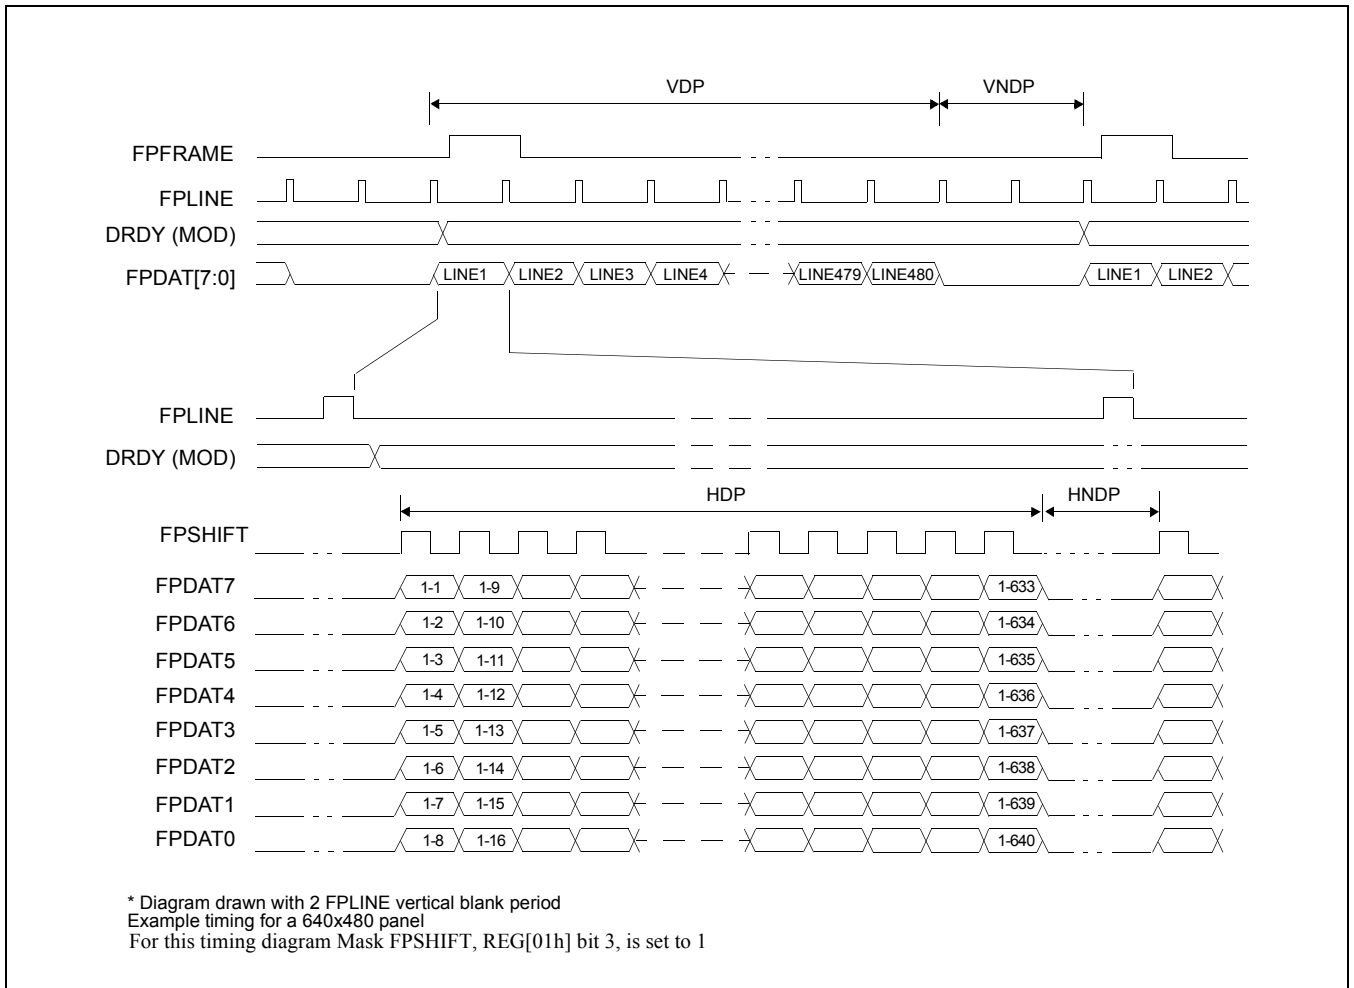 VDP VNDP
FPFRAME
FPLINE
DRDY (MOD)
FPDAT[7:0] LINE1 LINE2 LINE3 LINE4 LINE479 LINE480 LINE1 LINE2
FPLINE
DRDY (MOD)
HDP HNDP
FPSHIFT
FPDAT7 1-1 1-9 1-633
FPDAT6 1-2 1-10 1-634
FPDAT5 1-3 1-11 1-635
FPDAT4 1-4 1-12 1-636
FPDAT3 1-5 1-13 1-637
FPDAT2 1-6 1-14 1-638
FPDAT1 1-7 1-15 1-639
FPDAT0 1-8 1-16 1-640
* Diagram drawn with 2 FPLINE vertical blank period
Example timing for a 640x480 panel
For this timing diagram Mask FPSHIFT, REG[01h] bit 3, is set to 1